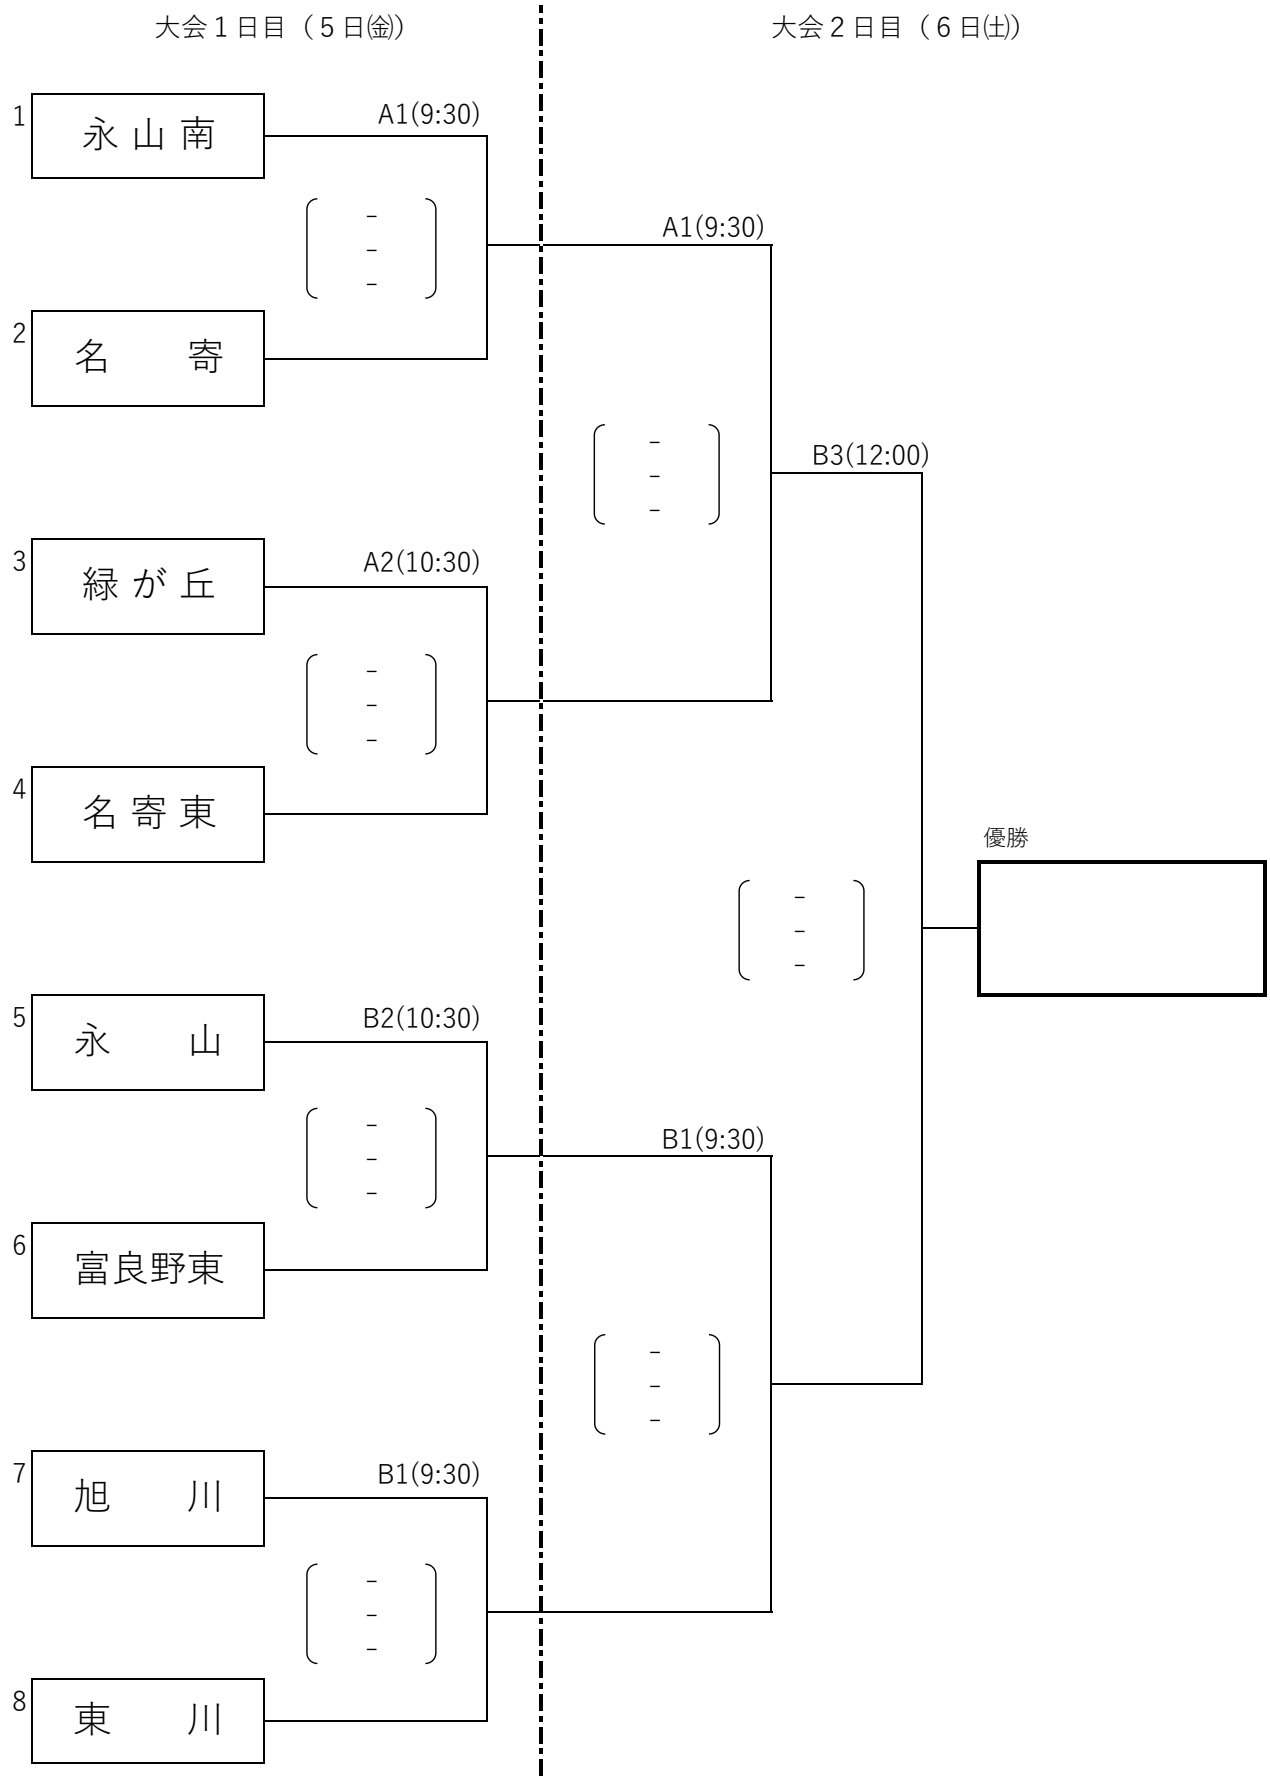 大会１日目（５日㈮）
大会２日目（６日㈯）
1
永山南
A1(9:30)
-
-
-
A1(9:30)
2
名　寄
-
-
-
B3(12:00)
3
緑が丘
A2(10:30)
-
-
-
4
名寄東
優勝
-
-
-
5
永　山
B2(10:30)
-
-
-
B1(9:30)
6
富良野東
-
-
-
7
旭　川
B1(9:30)
-
-
-
8
東　川